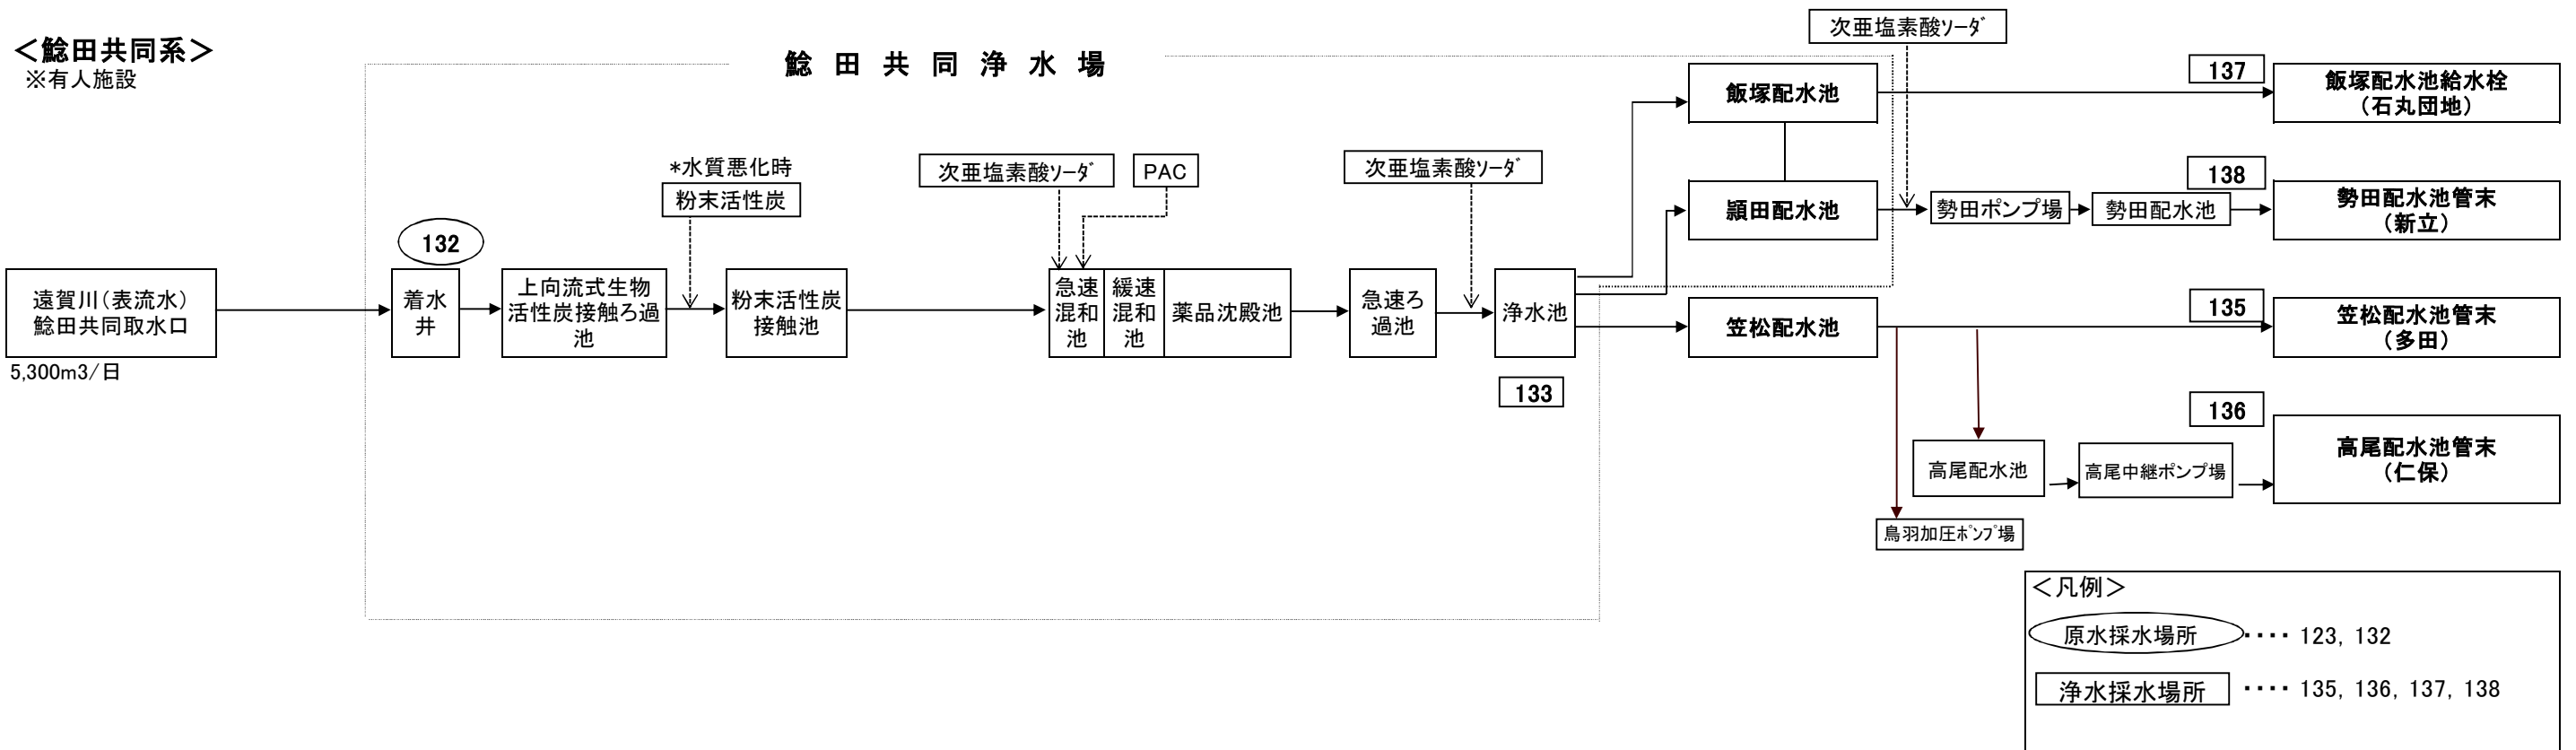 ＜鯰田共同系＞
※有人施設
鯰田共同浄水場
次亜塩素酸ｿｰﾀﾞ
137
飯塚配水池
飯塚配水池給水栓
（石丸団地）
*水質悪化時
粉末活性炭
次亜塩素酸ｿｰﾀﾞ
PAC
次亜塩素酸ｿｰﾀﾞ
138
頴田配水池
勢田ポンプ場
勢田配水池
勢田配水池管末
（新立）
132
遠賀川（表流水）
鯰田共同取水口
5,300m3/日
着水
井
上向流式生物
活性炭接触ろ過
池
粉末活性炭
接触池
急速
混和
池
緩速
混和
池
薬品沈殿池
急速ろ
過池
浄水池
133
笠松配水池
135
笠松配水池管末
（多田）
136
高尾配水池
高尾中継ポンプ場
高尾配水池管末
（仁保）
鳥羽加圧ﾎﾟﾝﾌﾟ場
＜凡例＞
原水採水場所 ････ 123, 132
浄水採水場所 ････ 135, 136, 137, 138